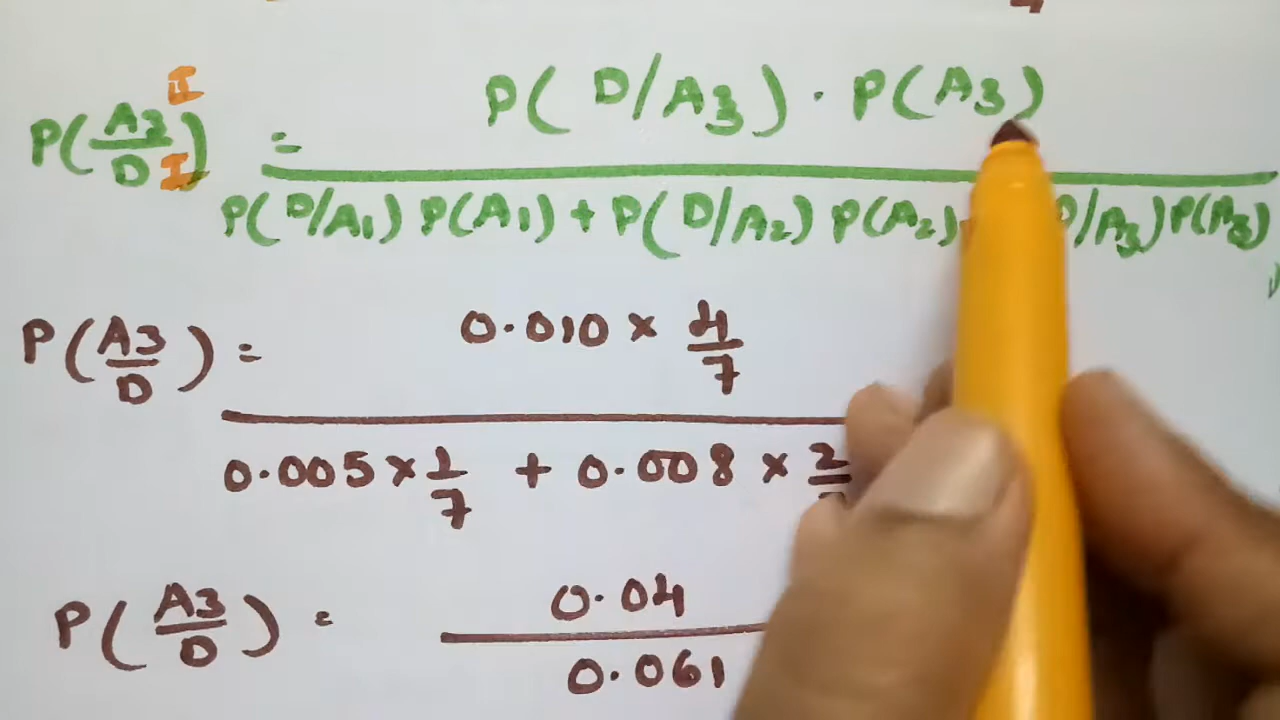 P(A3/D) = P(D/A3) · P(A3)
I
I
P(D/A1) P(A1) + P(D/A2) P(A2) D/A3) P(A3)
P(A3/D) = 0.010 × 4/7
0.005 × 1/7 + 0.008 × 2/
P(A3/D) = 0.04
0.061